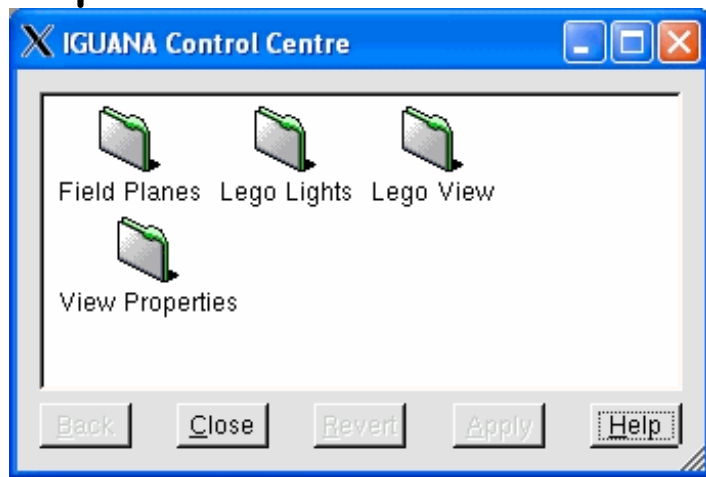 IGUANA Control Centre
Field Planes Lego Lights Lego View
View Properties
Back Close Revert Apply Help